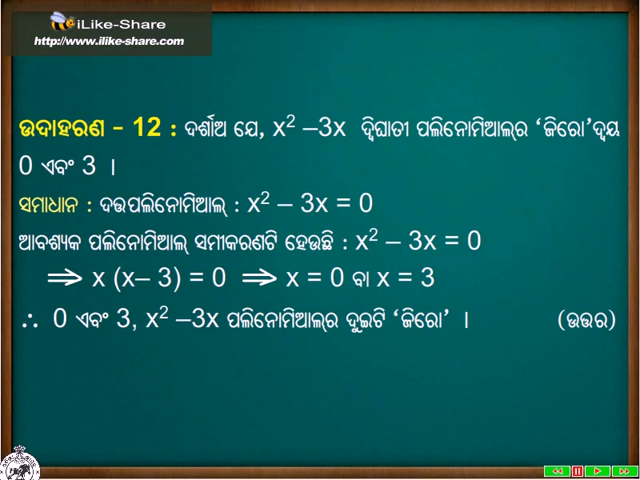 iLike-Share
http://www.ilike-share.com
ଉଦାହରଣ - 12 : ଦର୍ଶାଅ ଯେ, x² –3x ଦ୍ୱିଘାତୀ ପଲିନୋମିଆଲ୍‌ର ‘ଜିରୋ’ଦ୍ୱୟ
0 ଏବଂ 3 ।
ସମାଧାନ : ଦତ୍ତପଲିନୋମିଆଲ୍ : x² – 3x = 0
ଆବଶ୍ୟକ ପଲିନୋମିଆଲ୍ ସମୀକରଣଟି ହେଉଛି : x² – 3x = 0
⇒ x (x– 3) = 0 ⇒ x = 0 ବା x = 3
∴ 0 ଏବଂ 3, x² –3x ପଲିନୋମିଆଲ୍‌ର ଦୁଇଟି ‘ଜିରୋ’ । (ଉତ୍ତର)